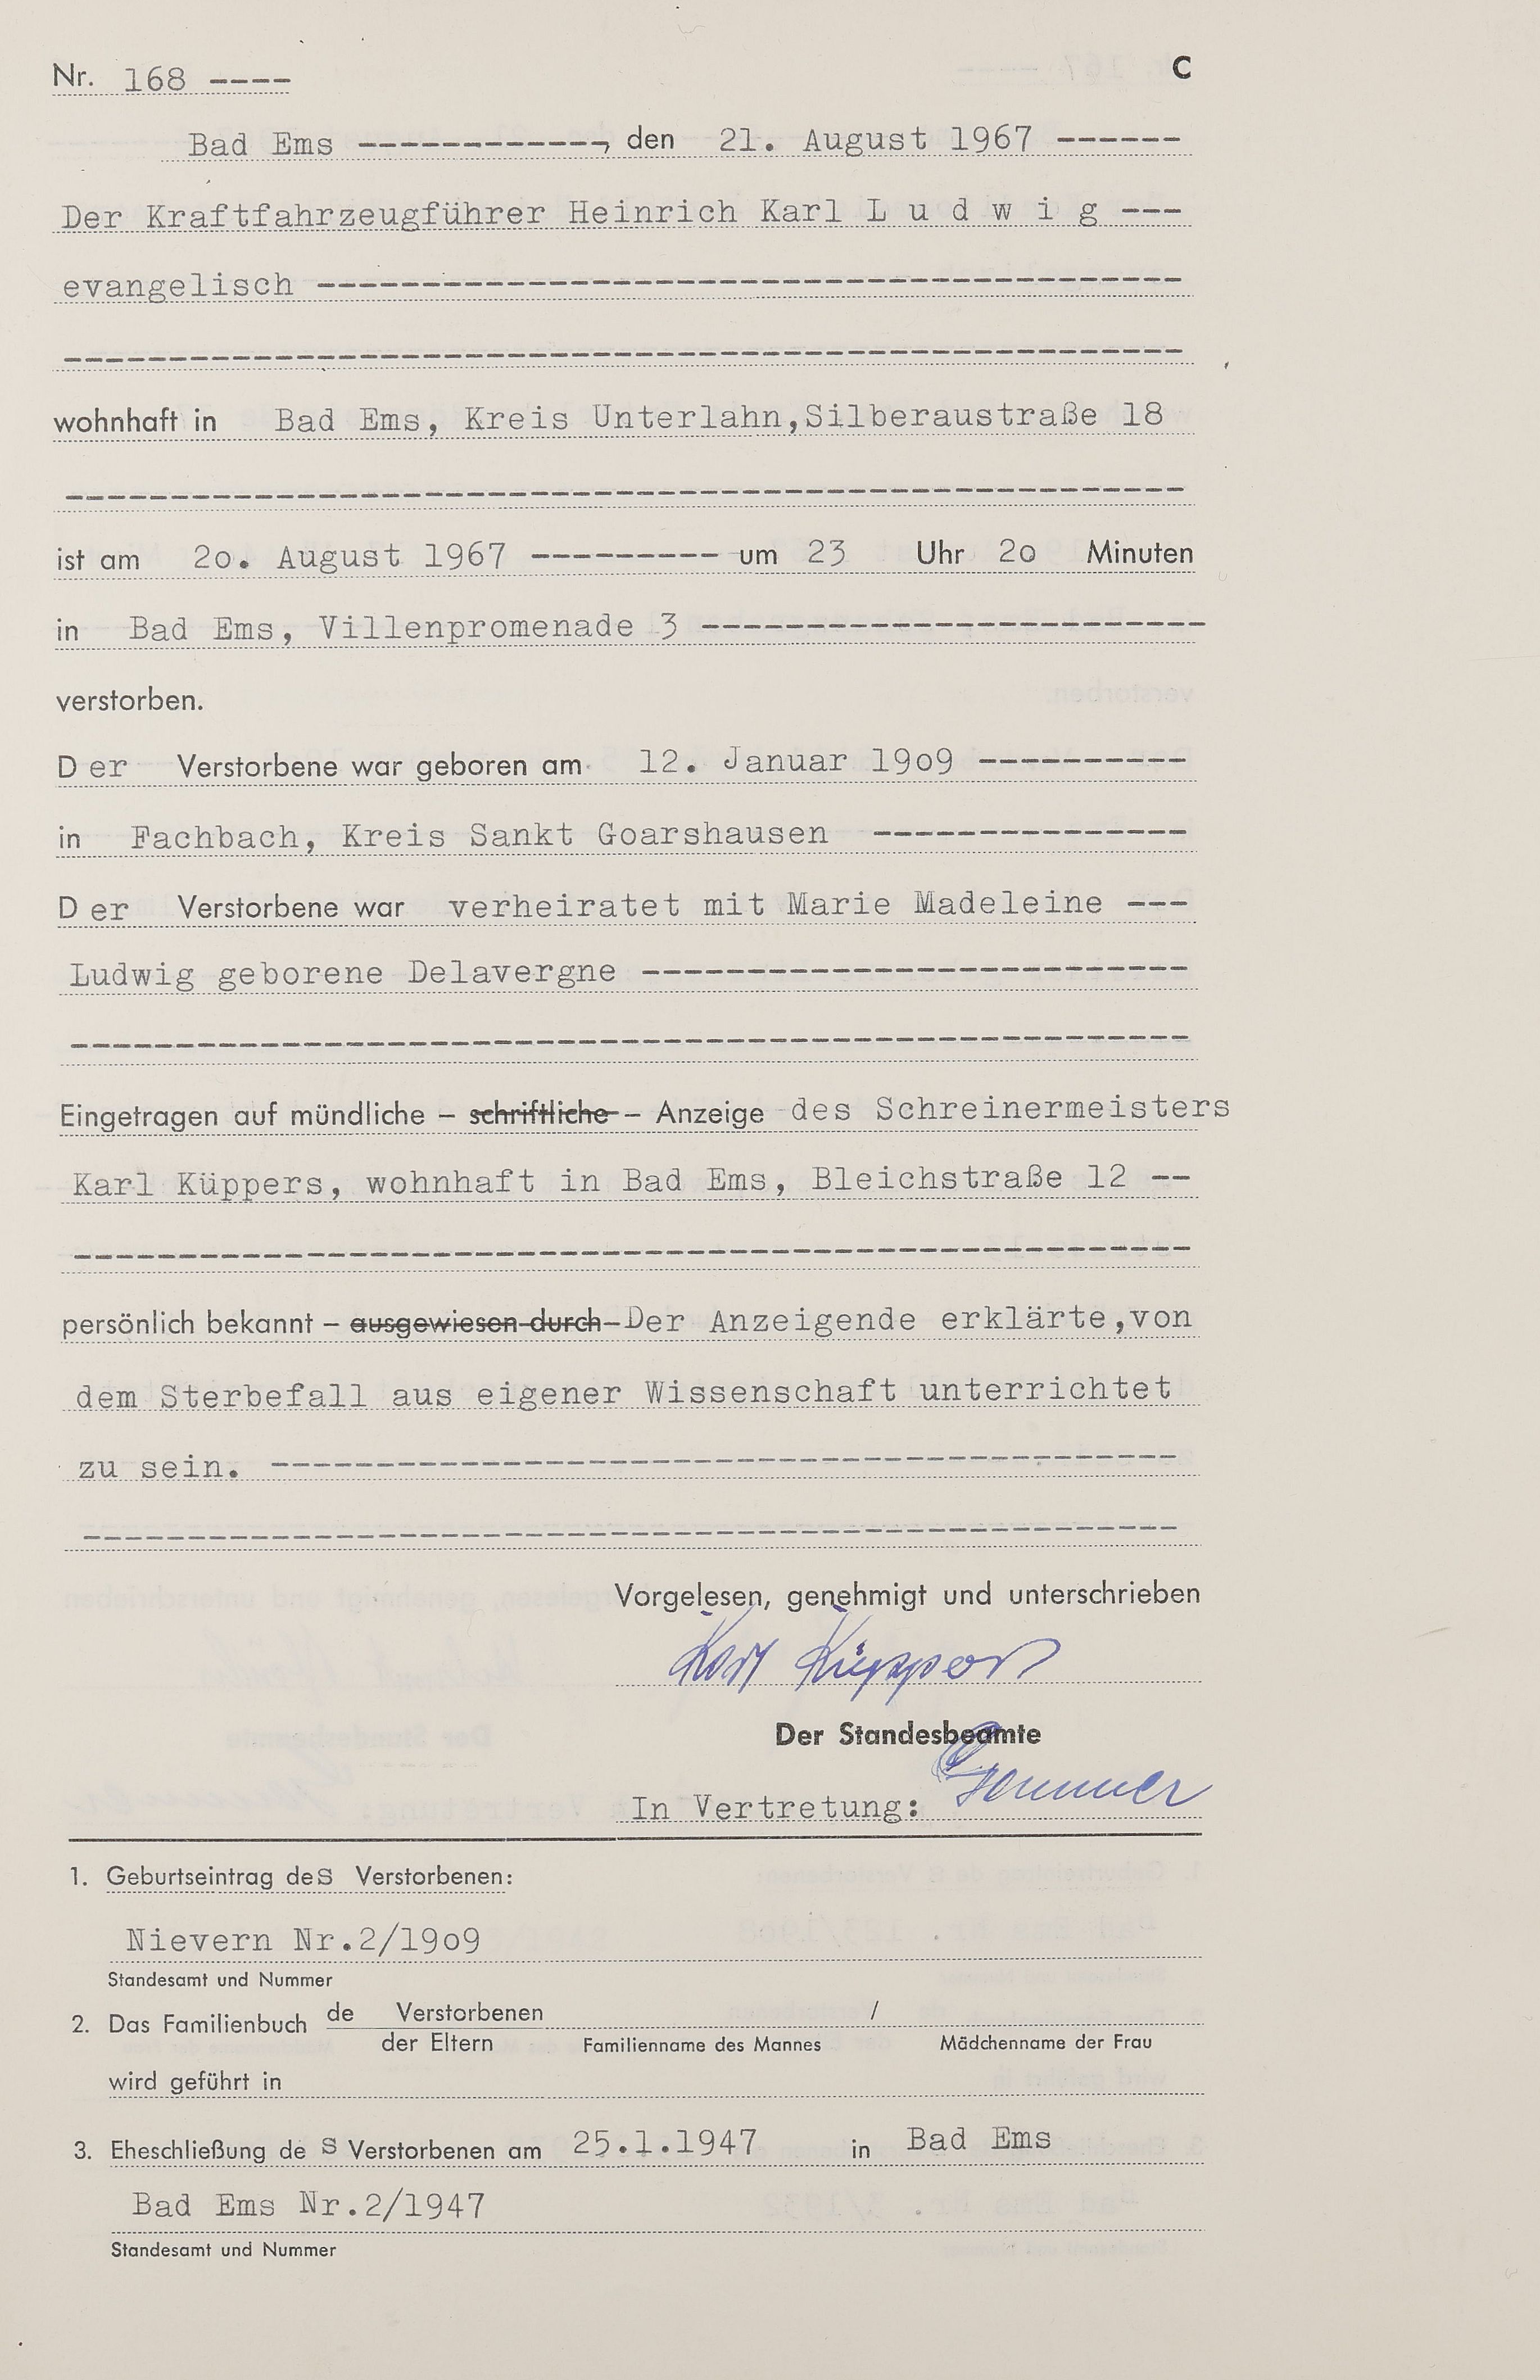 Nr. 168 ---- C
Bad Ems ------------, den 21. August 1967 ------
Der Kraftfahrzeugführer Heinrich Karl L u d w i g ---
evangelisch -----------------------------------------
-----------------------------------------------------
wohnhaft in Bad Ems, Kreis Unterlahn,Silberaustraße 18
-----------------------------------------------------
ist am 2o. August 1967 --------- um 23 Uhr 2o Minuten
in Bad Ems, Villenpromenade 3 ------------------------
verstorben.
Der Verstorbene war geboren am 12. Januar 19o9 ----------
in Fachbach, Kreis Sankt Goarshausen ---------------
Der Verstorbene war verheiratet mit Marie Madeleine ---
Ludwig geborene Delavergne --------------------------
-----------------------------------------------------
Eingetragen auf mündliche – schriftliche – Anzeige des Schreinermeisters
Karl Küppers, wohnhaft in Bad Ems, Bleichstraße 12 --
-----------------------------------------------------
persönlich bekannt – ausgewiesen durch – Der Anzeigende erklärte,von
dem Sterbefall aus eigener Wissenschaft unterrichtet
zu sein. -------------------------------------------
----------------------------------------------------
Vorgelesen, genehmigt und unterschrieben
Karl Küppers
Der Standesbeamte
In Vertretung:
1. Geburtseintrag des Verstorbenen:
Nievern Nr.2/19o9
Standesamt und Nummer
2. Das Familienbuch de Verstorbenen /
der Eltern Familienname des Mannes Mädchenname der Frau
wird geführt in
3. Eheschließung de s Verstorbenen am 25.1.1947 in Bad Ems
Bad Ems Nr.2/1947
Standesamt und Nummer